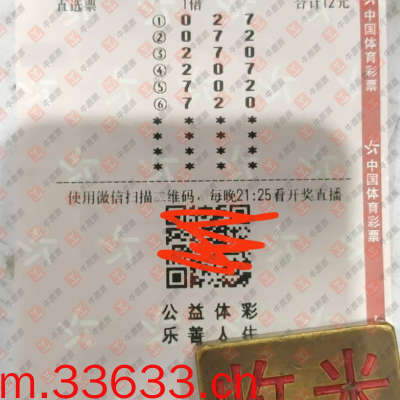 直选票 1倍 合计12元
① 0 2 7
② 0 7 2
③ 2 0 7
④ 2 7 0
⑤ 7 0 2
⑥ 7 2 0
* * * *
* * * *
* * * *
* * * *
使用微信扫描二维码,每晚21:25看开奖直播
公益体彩
乐善人生
中国体育彩票
中国体育彩票
m.33633.cn